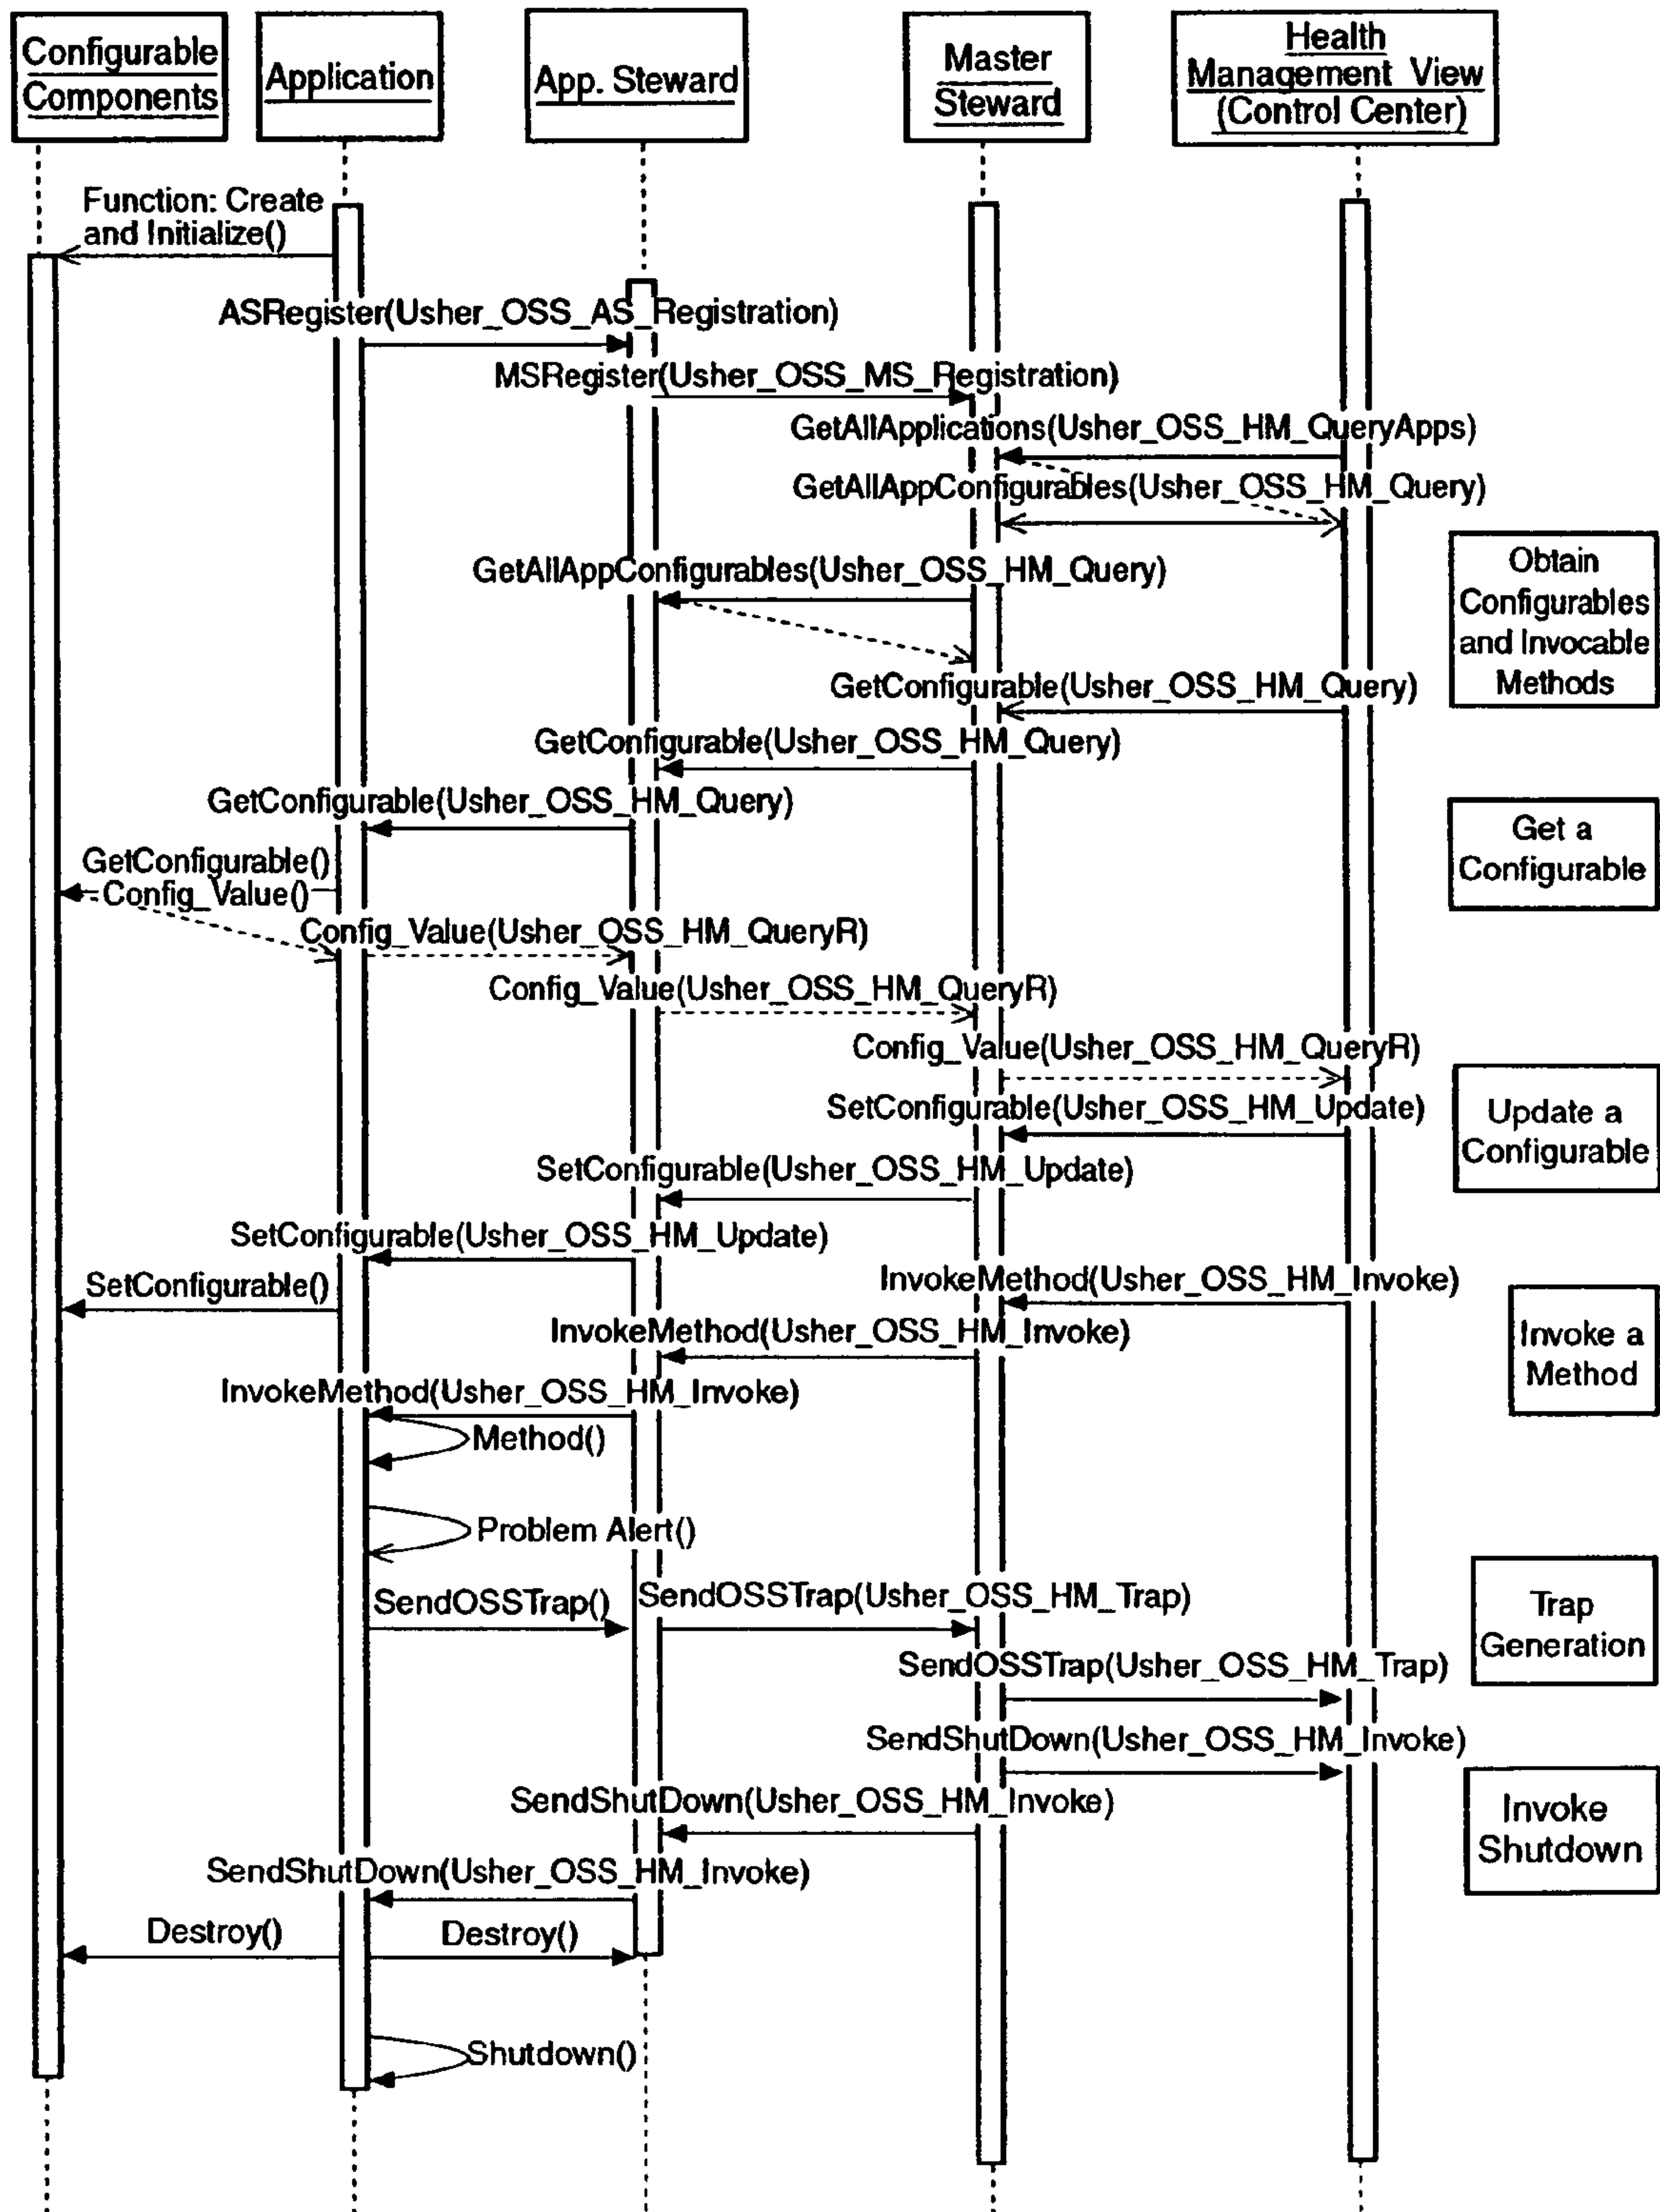 Configurable
Components
Application
App. Steward
Master
Steward
Health
Management View
(Control Center)
Function: Create
and Initialize()
ASRegister(Usher_OSS_AS_Registration)
MSRegister(Usher_OSS_MS_Registration)
GetAllApplications(Usher_OSS_HM_QueryApps)
GetAllAppConfigurables(Usher_OSS_HM_Query)
Obtain
Configurables
and Invocable
Methods
GetAllAppConfigurables(Usher_OSS_HM_Query)
GetConfigurable(Usher_OSS_HM_Query)
GetConfigurable(Usher_OSS_HM_Query)
GetConfigurable(Usher_OSS_HM_Query)
Get a
Configurable
GetConfigurable()
Config_Value()
Config_Value(Usher_OSS_HM_QueryR)
Config_Value(Usher_OSS_HM_QueryR)
Config_Value(Usher_OSS_HM_QueryR)
Update a
Configurable
SetConfigurable(Usher_OSS_HM_Update)
SetConfigurable(Usher_OSS_HM_Update)
SetConfigurable(Usher_OSS_HM_Update)
SetConfigurable()
InvokeMethod(Usher_OSS_HM_Invoke)
Invoke a
Method
InvokeMethod(Usher_OSS_HM_Invoke)
InvokeMethod(Usher_OSS_HM_Invoke)
Method()
Problem Alert()
SendOSSTrap()
SendOSSTrap(Usher_OSS_HM_Trap)
Trap
Generation
SendOSSTrap(Usher_OSS_HM_Trap)
SendShutDown(Usher_OSS_HM_Invoke)
SendShutDown(Usher_OSS_HM_Invoke)
Invoke
Shutdown
SendShutDown(Usher_OSS_HM_Invoke)
Destroy()
Destroy()
Shutdown()